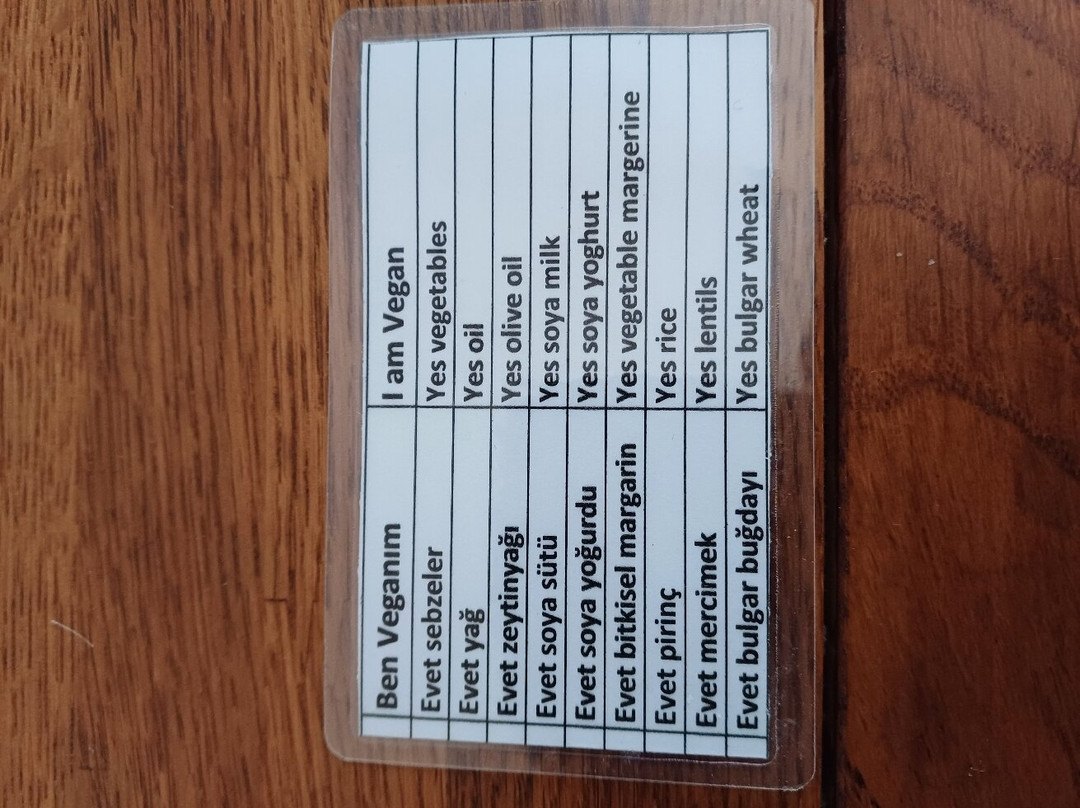 Ben Veganım I am Vegan
Evet sebzeler Yes vegetables
Evet yağ Yes oil
Evet zeytinyağı Yes olive oil
Evet soya sütü Yes soya milk
Evet soya yoğurdu Yes soya yoghurt
Evet bitkisel margarin Yes vegetable margerine
Evet pirinç Yes rice
Evet mercimek Yes lentils
Evet bulgar buğdayı Yes bulgar wheat